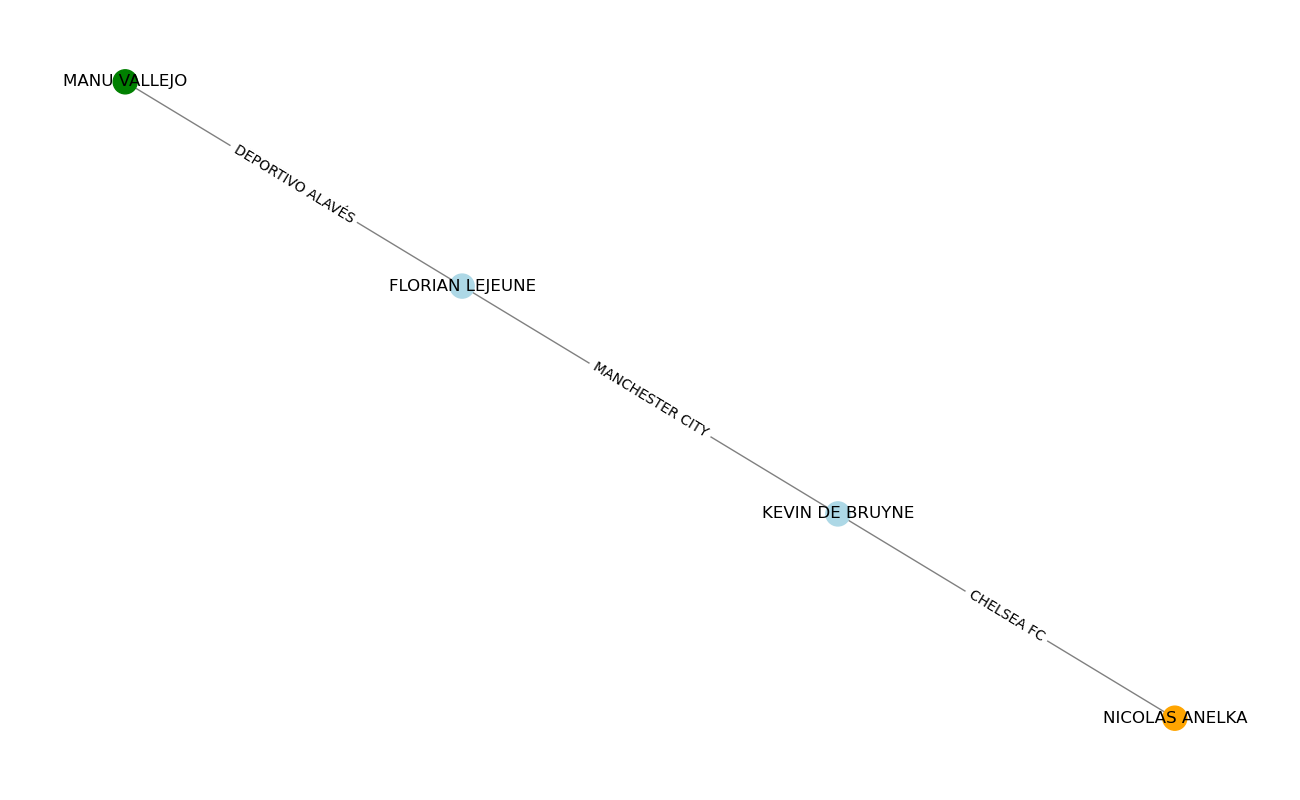 MANU VALLEJO
DEPORTIVO ALAVÉS
FLORIAN LEJEUNE
MANCHESTER CITY
KEVIN DE BRUYNE
CHELSEA FC
NICOLAS ANELKA